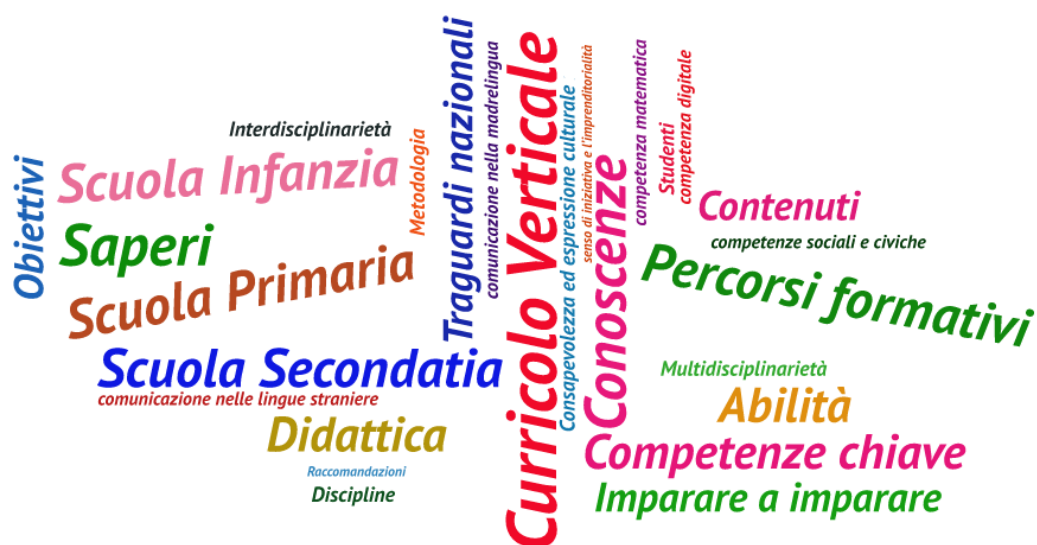 Obiettivi
Interdisciplinarietà
Scuola Infanzia
Metodologia
Saperi
Scuola Primaria
Scuola Secondatia
comunicazione nelle lingue straniere
Didattica
Raccomandazioni
Discipline
Traguardi nazionali
comunicazione nella madrelingua
Curricolo Verticale
Consapevolezza ed espressione culturale
senso di iniziativa e l'imprenditorialità
Conoscenze
competenza matematica
Studenti
competenza digitale
Contenuti
competenze sociali e civiche
Percorsi formativi
Multidisciplinarietà
Abilità
Competenze chiave
Imparare a imparare